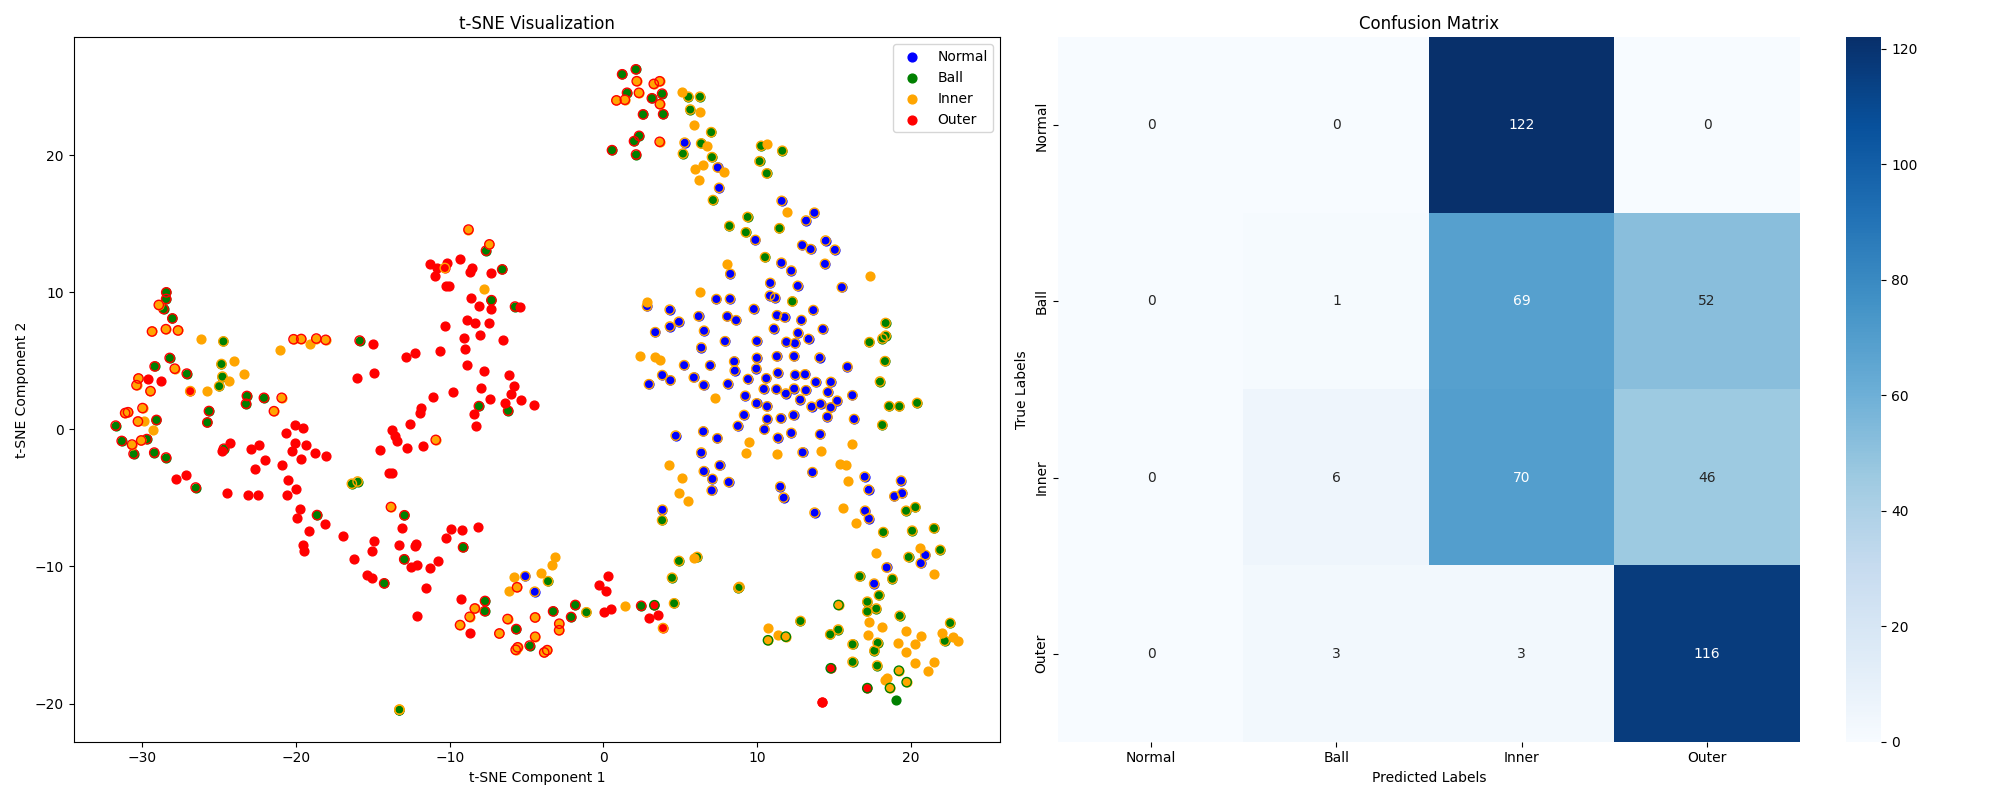 t-SNE Visualization
Normal
Ball
Inner
Outer
20
10
0
−10
−20
t-SNE Component 2
−30
−20
−10
0
10
20
t-SNE Component 1
Confusion Matrix
True Labels
Normal
0
0
122
0
Ball
0
1
69
52
Inner
0
6
70
46
Outer
0
3
3
116
Normal
Ball
Inner
Outer
Predicted Labels
120
100
80
60
40
20
0